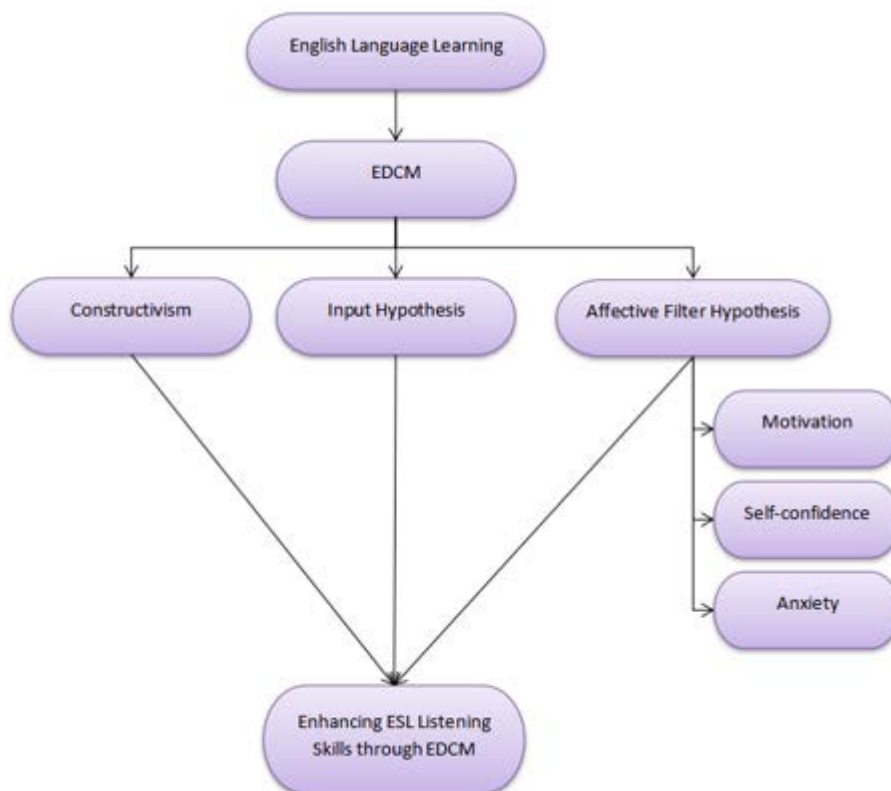 English Language Learning
EDCM
Constructivism
Input Hypothesis
Affective Filter Hypothesis
Motivation
Self-confidence
Anxiety
Enhancing ESL Listening
Skills through EDCM